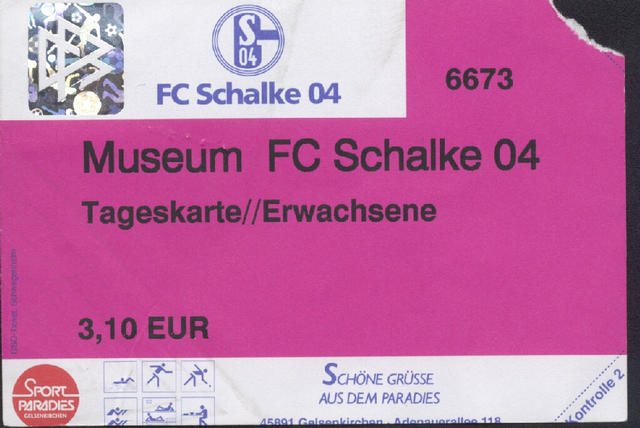 S
04
FC Schalke 04
6673
Museum FC Schalke 04
Tageskarte//Erwachsene
3,10 EUR
SPORT
PARADIES
GELSENKIRCHEN
SCHÖNE GRÜSSE
AUS DEM PARADIES
45891 Gelsenkirchen · Adenauerallee 118
Kontrolle 2